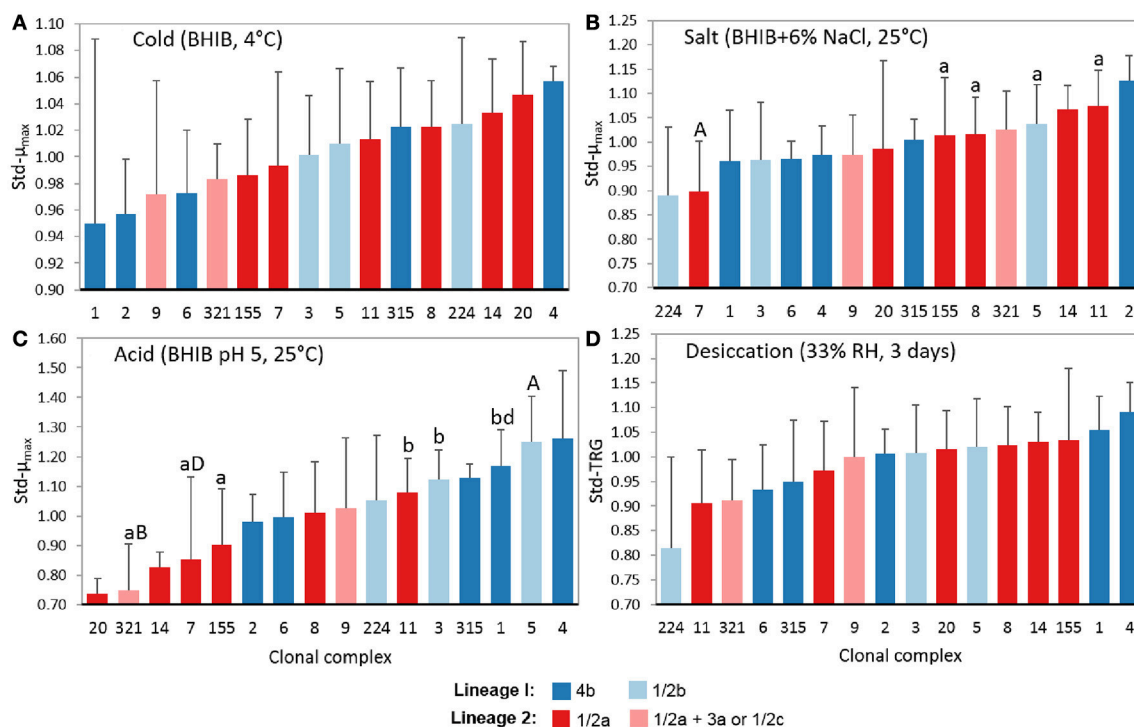 A
Cold (BHIB, 4°C)
Std-μmax
1.10
1.08
1.06
1.04
1.02
1.00
0.98
0.96
0.94
0.92
0.90
1 2 9 6 321 155 7 3 5 11 315 8 224 14 20 4
B
Salt (BHIB+6% NaCl, 25°C)
Std-μmax
1.25
1.20
1.15
1.10
1.05
1.00
0.95
0.90
0.85
0.80
0.75
0.70
A a a a a
224 7 1 3 6 4 9 20 315 155 8 321 5 14 11 2
C
Acid (BHIB pH 5, 25°C)
Std-μmax
1.60
1.50
1.40
1.30
1.20
1.10
1.00
0.90
0.80
0.70
aB aD a b b bd A
20 321 14 7 155 2 6 8 9 224 11 3 315 1 5 4
Clonal complex
D
Desiccation (33% RH, 3 days)
Std-TRG
1.25
1.20
1.15
1.10
1.05
1.00
0.95
0.90
0.85
0.80
0.75
0.70
224 11 321 6 315 7 9 2 3 20 5 8 14 155 1 4
Clonal complex
Lineage I: 4b 1/2b
Lineage 2: 1/2a 1/2a + 3a or 1/2c